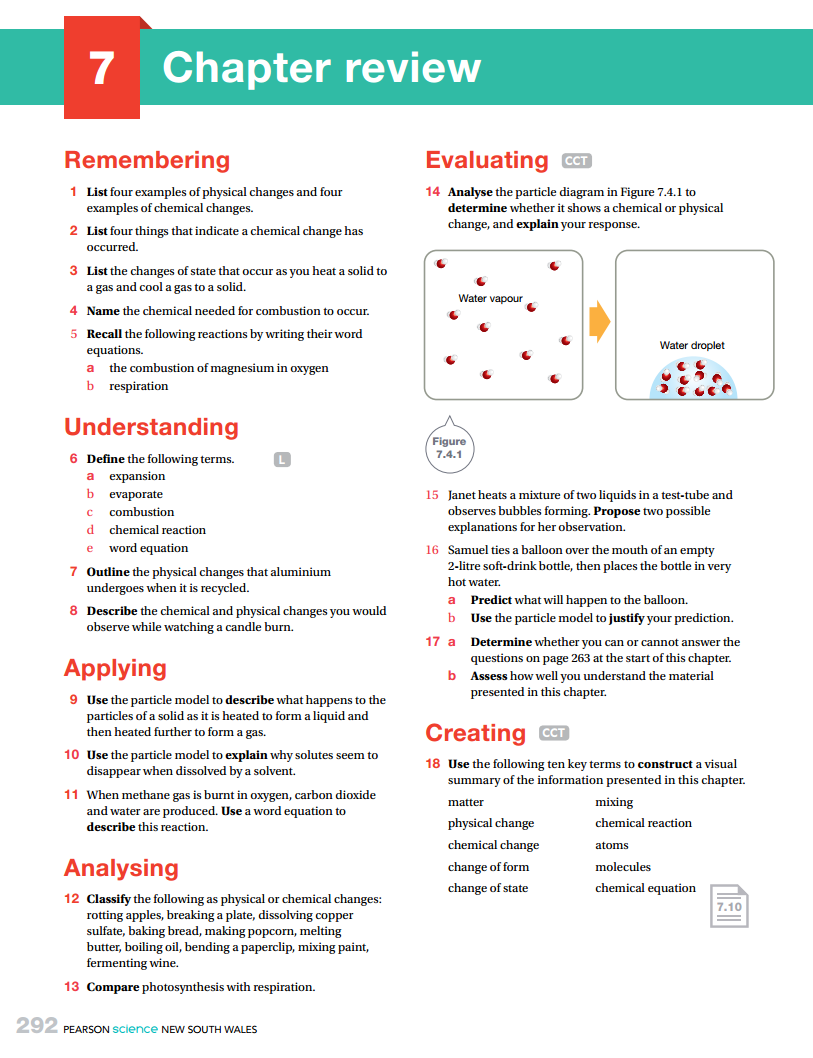 7
Chapter review
Remembering
1 List four examples of physical changes and four
examples of chemical changes.
2 List four things that indicate a chemical change has
occurred.
3 List the changes of state that occur as you heat a solid to
a gas and cool a gas to a solid.
4 Name the chemical needed for combustion to occur.
5 Recall the following reactions by writing their word
equations.
a the combustion of magnesium in oxygen
b respiration
Understanding
6 Define the following terms. L
a expansion
b evaporate
c combustion
d chemical reaction
e word equation
7 Outline the physical changes that aluminium
undergoes when it is recycled.
8 Describe the chemical and physical changes you would
observe while watching a candle burn.
Applying
9 Use the particle model to describe what happens to the
particles of a solid as it is heated to form a liquid and
then heated further to form a gas.
10 Use the particle model to explain why solutes seem to
disappear when dissolved by a solvent.
11 When methane gas is burnt in oxygen, carbon dioxide
and water are produced. Use a word equation to
describe this reaction.
Analysing
12 Classify the following as physical or chemical changes:
rotting apples, breaking a plate, dissolving copper
sulfate, baking bread, making popcorn, melting
butter, boiling oil, bending a paperclip, mixing paint,
fermenting wine.
13 Compare photosynthesis with respiration.
Evaluating CCT
14 Analyse the particle diagram in Figure 7.4.1 to
determine whether it shows a chemical or physical
change, and explain your response.
Water vapour
Water droplet
Figure
7.4.1
15 Janet heats a mixture of two liquids in a test-tube and
observes bubbles forming. Propose two possible
explanations for her observation.
16 Samuel ties a balloon over the mouth of an empty
2-litre soft-drink bottle, then places the bottle in very
hot water.
a Predict what will happen to the balloon.
b Use the particle model to justify your prediction.
17 a Determine whether you can or cannot answer the
questions on page 263 at the start of this chapter.
b Assess how well you understand the material
presented in this chapter.
Creating CCT
18 Use the following ten key terms to construct a visual
summary of the information presented in this chapter.
matter mixing
physical change chemical reaction
chemical change atoms
change of form molecules
change of state chemical equation
7.10
292 PEARSON science NEW SOUTH WALES